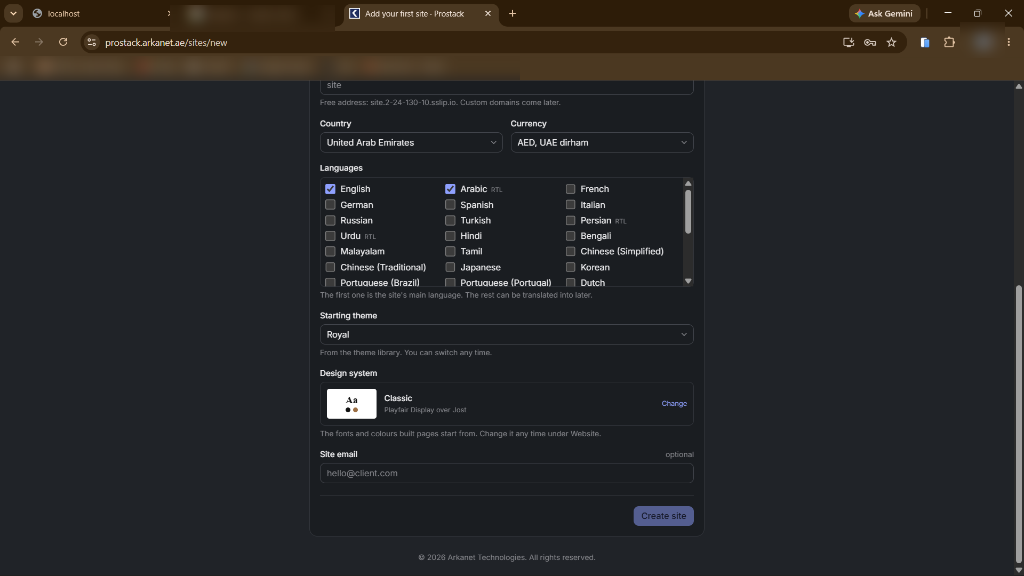 localhost
Add your first site - Prostack
Ask Gemini
prostack.arkanet.ae/sites/new
site
Free address: site.2-24-130-10.sslip.io. Custom domains come later.
Country
Currency
United Arab Emirates
AED, UAE dirham
Languages
English
Arabic RTL
French
German
Spanish
Italian
Russian
Turkish
Persian RTL
Urdu RTL
Hindi
Bengali
Malayalam
Tamil
Chinese (Simplified)
Chinese (Traditional)
Japanese
Korean
Portuguese (Brazil)
Portuguese (Portugal)
Dutch
The first one is the site's main language. The rest can be translated into later.
Starting theme
Royal
From the theme library. You can switch any time.
Design system
Aa
Classic
Playfair Display over Jost
Change
The fonts and colours built pages start from. Change it any time under Website.
Site email
optional
hello@client.com
Create site
© 2026 Arkanet Technologies. All rights reserved.